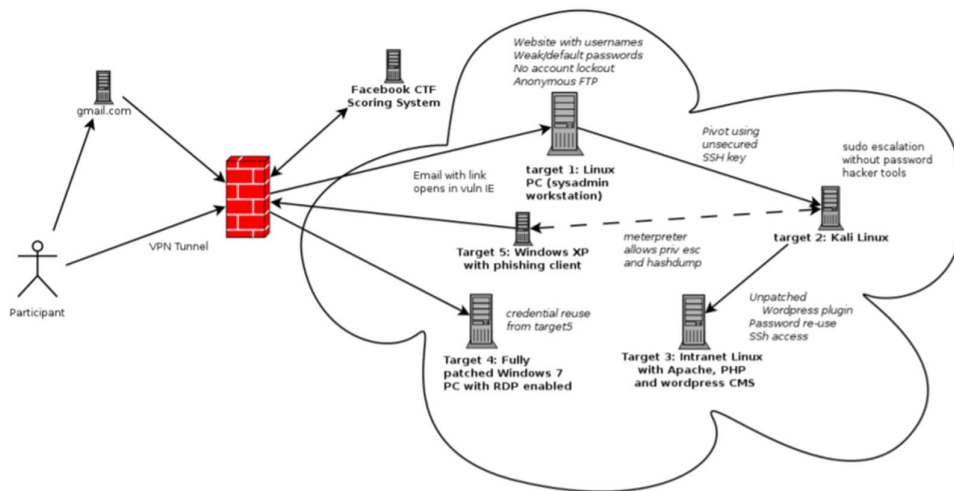 Website with usernames
Weak/default passwords
No account lockout
Anonymous FTP
Facebook CTF
Scoring System
gmail.com
Pivot using
unsecured
SSH key
sudo escalation
without password
hacker tools
Email with link
opens in vuln IE
target 1: Linux
PC (sysadmin
workstation)
VPN Tunnel
Target 5: Windows XP
with phishing client
meterpreter
allows priv esc
and hashdump
target 2: Kali Linux
Participant
credential reuse
from target5
Unpatched
Wordpress plugin
Password re-use
SSh access
Target 4: Fully
patched Windows 7
PC with RDP enabled
Target 3: Intranet Linux
with Apache, PHP
and wordpress CMS